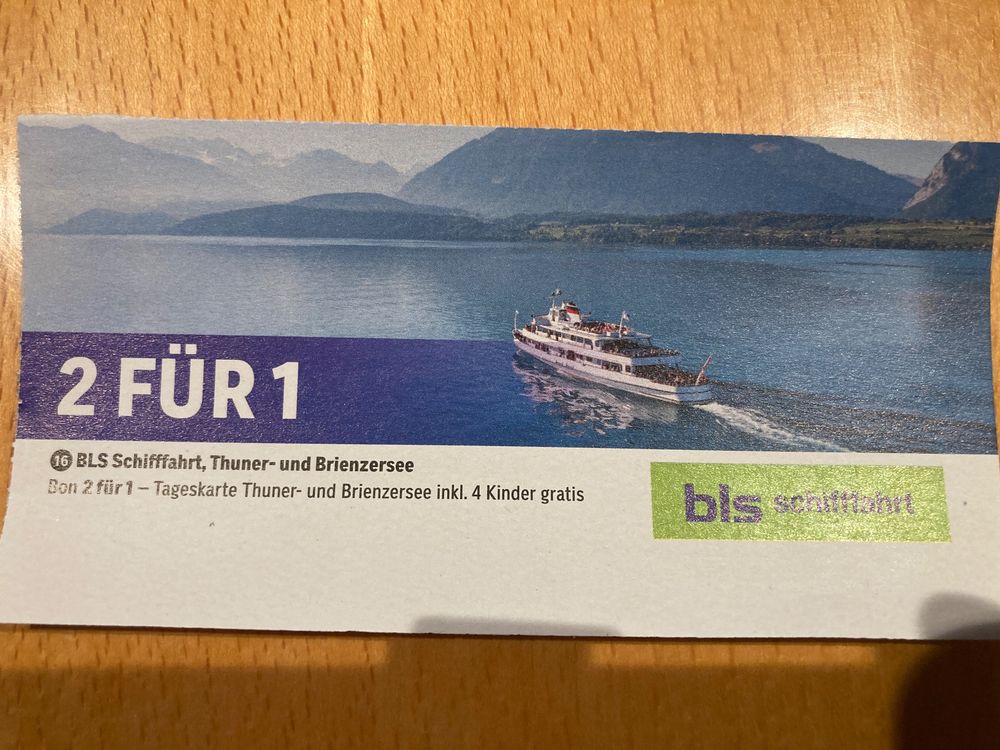 2 FÜR 1
16 BLS Schifffahrt, Thuner- und Brienzersee
Bon 2 für 1 – Tageskarte Thuner- und Brienzersee inkl. 4 Kinder gratis
bls schifffahrt